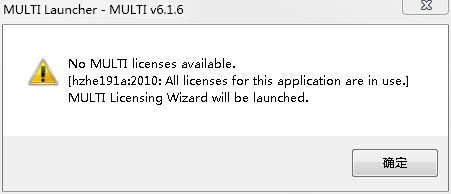 MULTI Launcher - MULTI v6.1.6
No MULTI licenses available.
[hzhe191a:2010: All licenses for this application are in use.]
MULTI Licensing Wizard will be launched.
确定